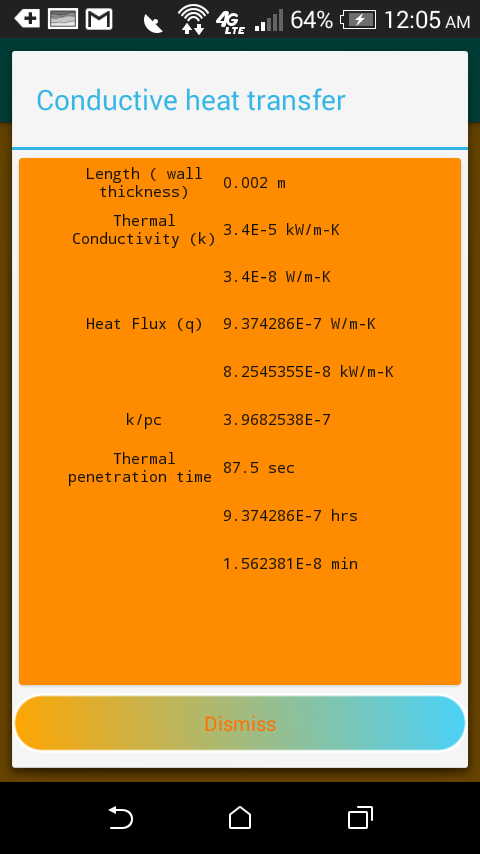 4G LTE 64% 12:05 AM
Conductive heat transfer
Length ( wall
thickness)
0.002 m
Thermal
Conductivity (k)
3.4E-5 kW/m-K
3.4E-8 W/m-K
Heat Flux (q)
9.374286E-7 W/m-K
8.2545355E-8 kW/m-K
k/pc
3.9682538E-7
Thermal
penetration time
87.5 sec
9.374286E-7 hrs
1.562381E-8 min
Dismiss